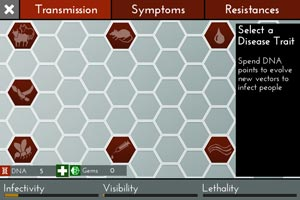 Transmission Symptoms Resistances
Select a
Disease Trait
Spend DNA
points to evolve
new vectors to
infect people
DNA 5 Gems 0
Infectivity Visibility Lethality